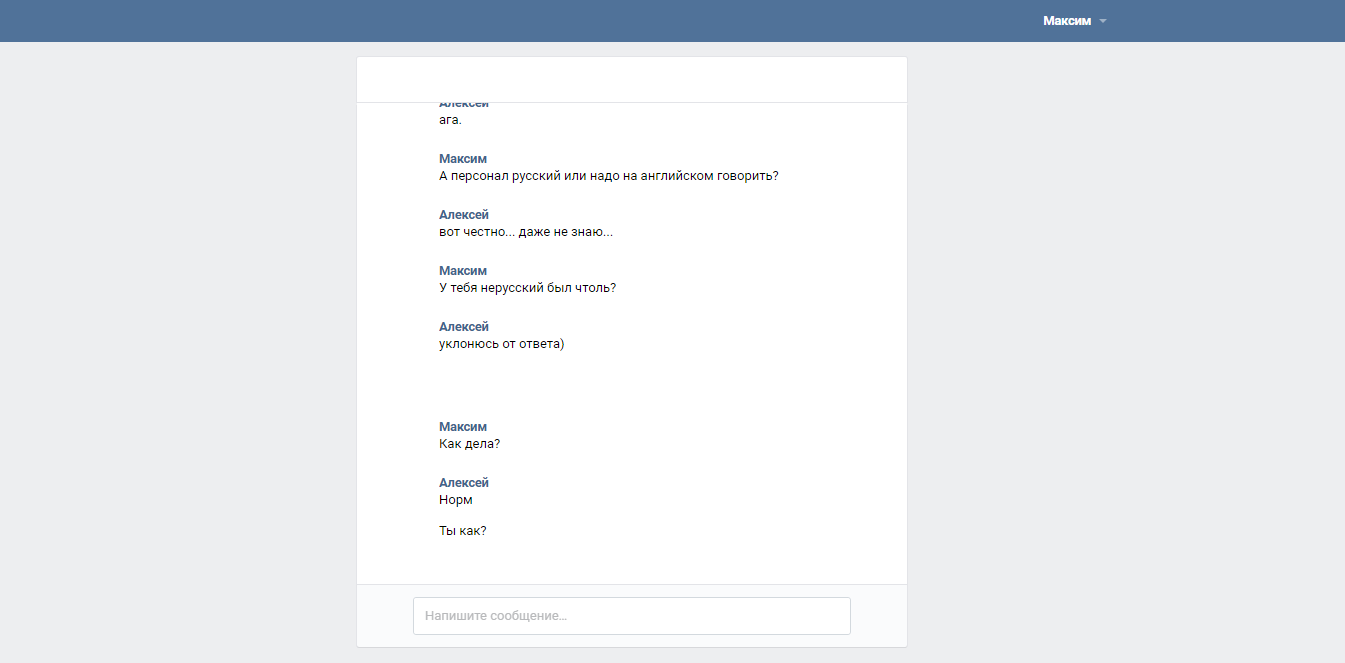 Максим
Алексей
ага.
Максим
А персонал русский или надо на английском говорить?
Алексей
вот честно... даже не знаю...
Максим
У тебя нерусский был чтоль?
Алексей
уклонюсь от ответа)
Максим
Как дела?
Алексей
Норм
Ты как?
Напишите сообщение...